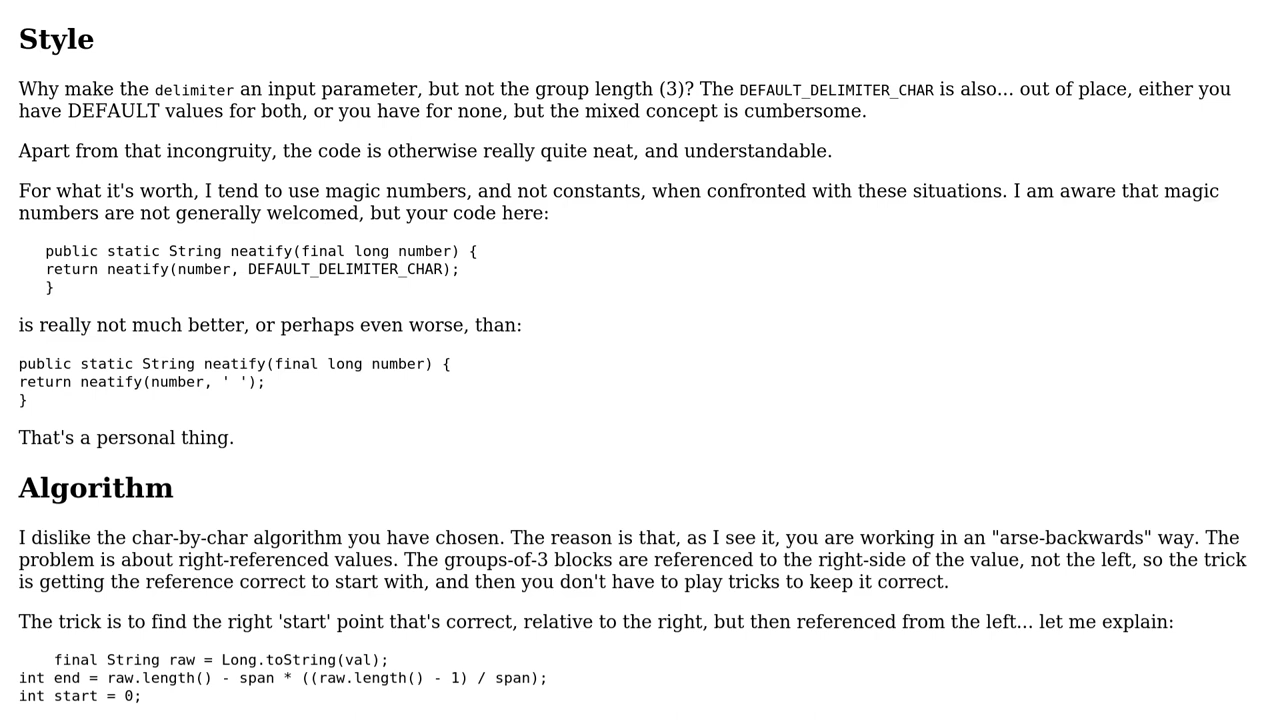 Style
Why make the delimiter an input parameter, but not the group length (3)? The DEFAULT_DELIMITER_CHAR is also... out of place, either you
have DEFAULT values for both, or you have for none, but the mixed concept is cumbersome.
Apart from that incongruity, the code is otherwise really quite neat, and understandable.
For what it's worth, I tend to use magic numbers, and not constants, when confronted with these situations. I am aware that magic
numbers are not generally welcomed, but your code here:
public static String neatify(final long number) {
return neatify(number, DEFAULT_DELIMITER_CHAR);
}
is really not much better, or perhaps even worse, than:
public static String neatify(final long number) {
return neatify(number, ' ');
}
That's a personal thing.
Algorithm
I dislike the char-by-char algorithm you have chosen. The reason is that, as I see it, you are working in an "arse-backwards" way. The
problem is about right-referenced values. The groups-of-3 blocks are referenced to the right-side of the value, not the left, so the trick
is getting the reference correct to start with, and then you don't have to play tricks to keep it correct.
The trick is to find the right 'start' point that's correct, relative to the right, but then referenced from the left... let me explain:
final String raw = Long.toString(val);
int end = raw.length() - span * ((raw.length() - 1) / span);
int start = 0;